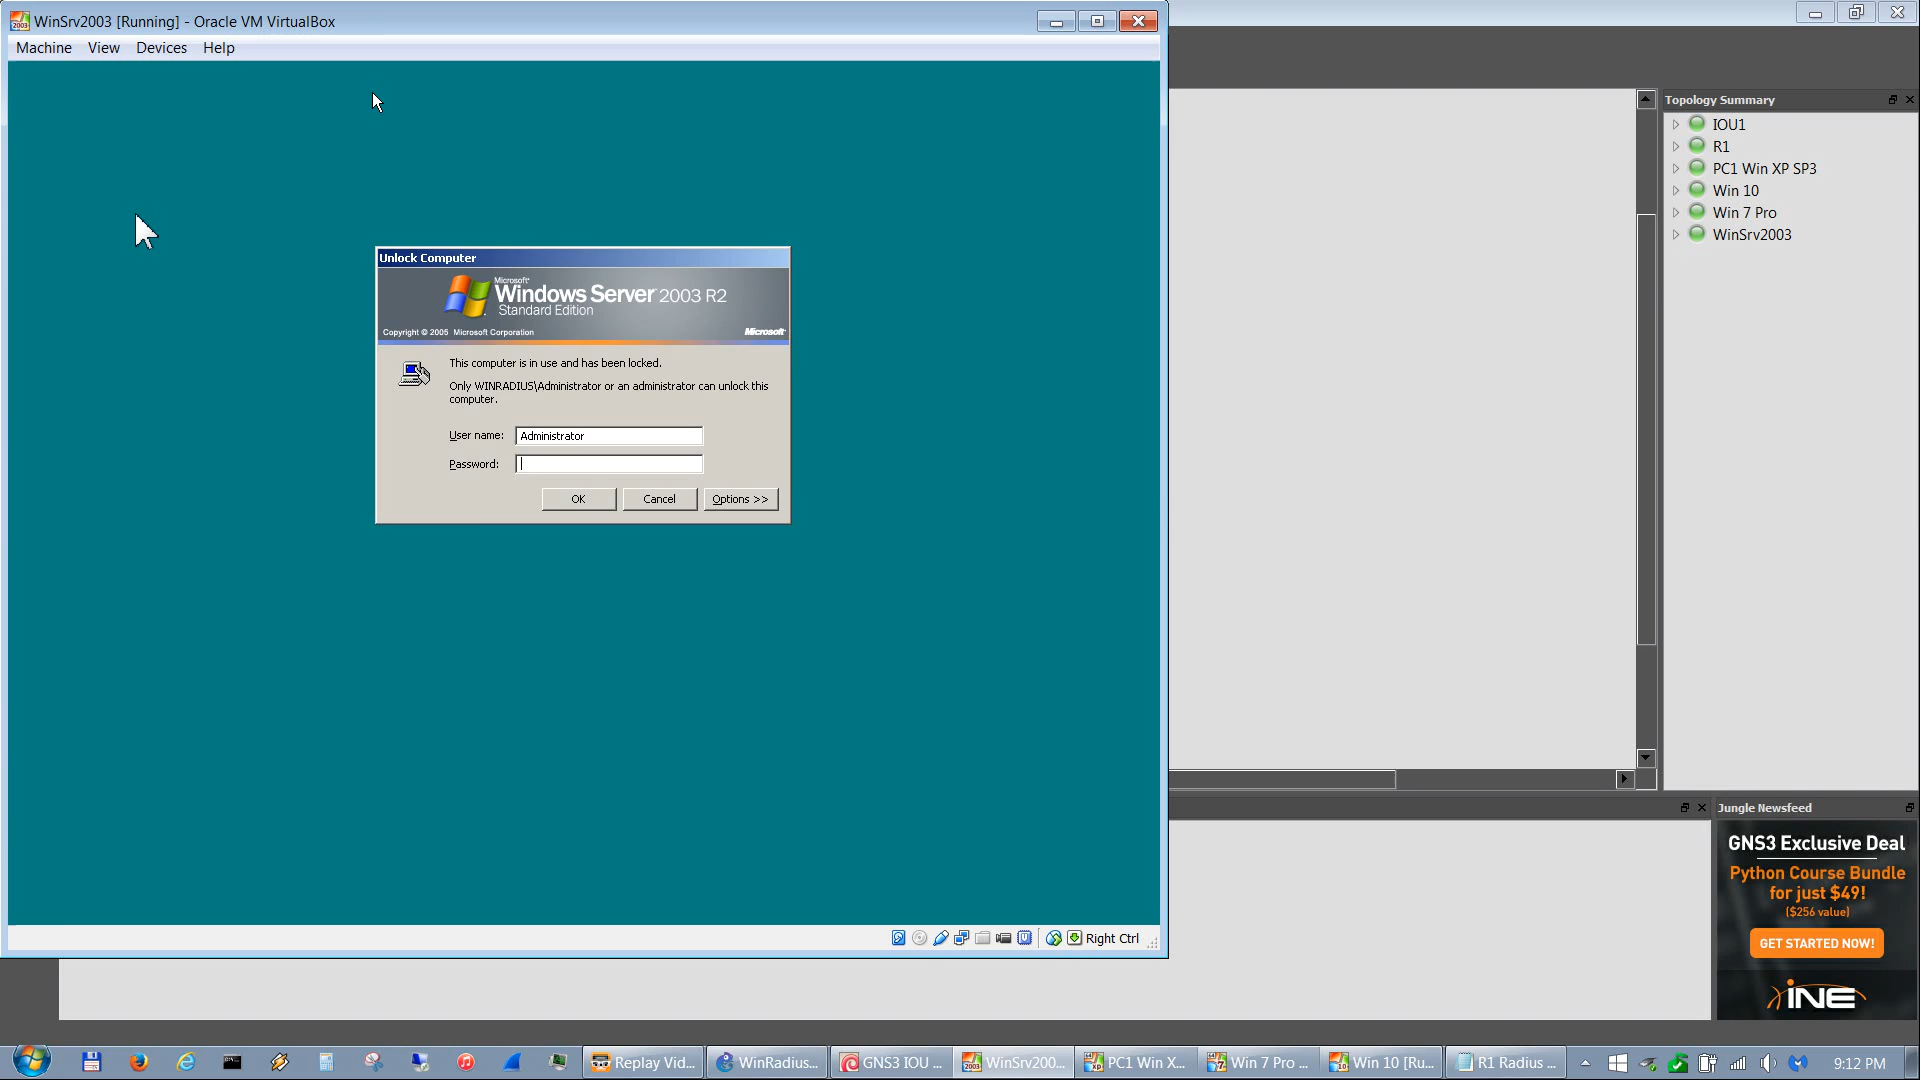 WinSrv2003 [Running] - Oracle VM VirtualBox
Machine View Devices Help
Unlock Computer
Microsoft
Windows Server 2003 R2
Standard Edition
Copyright © 2005 Microsoft Corporation
Microsoft
This computer is in use and has been locked.
Only WINRADIUS\Administrator or an administrator can unlock this
computer.
User name: Administrator
Password:
OK Cancel Options >>
Right Ctrl
Topology Summary
IOU1
R1
PC1 Win XP SP3
Win 10
Win 7 Pro
WinSrv2003
Jungle Newsfeed
GNS3 Exclusive Deal
Python Course Bundle
for just $49!
($256 value)
GET STARTED NOW!
INE
Replay Vid... WinRadius... GNS3 IOU ... WinSrv200... PC1 Win X... Win 7 Pro ... Win 10 [Ru... R1 Radius ... 9:12 PM